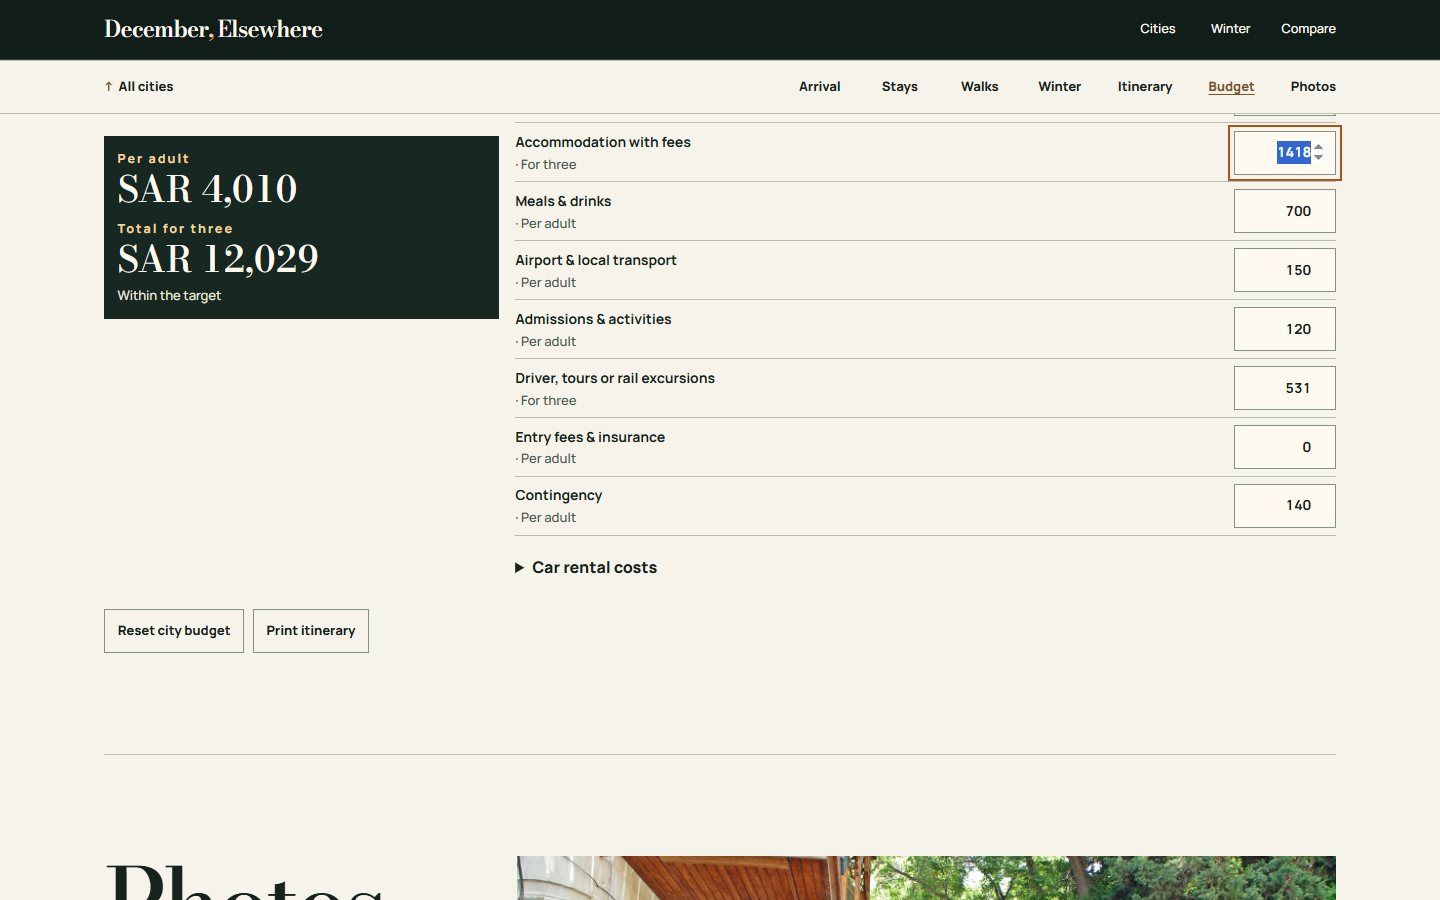 December, Elsewhere
Cities
Winter
Compare
↑ All cities
Arrival
Stays
Walks
Winter
Itinerary
Budget
Photos
Per adult
SAR 4,010
Total for three
SAR 12,029
Within the target
Accommodation with fees
· For three
1418
Meals & drinks
· Per adult
700
Airport & local transport
· Per adult
150
Admissions & activities
· Per adult
120
Driver, tours or rail excursions
· For three
531
Entry fees & insurance
· Per adult
0
Contingency
· Per adult
140
Car rental costs
Reset city budget
Print itinerary
Photos